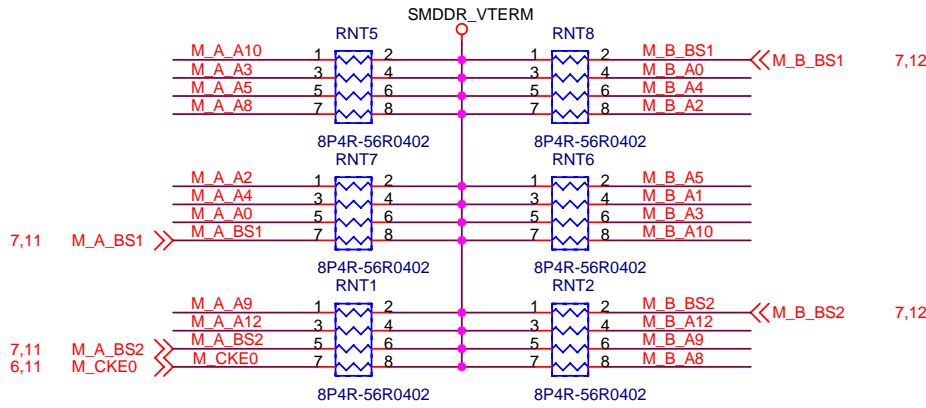 SMDDR_VTERM
RNT5 RNT8
M_A_A10 1 2 1 2 M_B_BS1 M_B_BS1 7,12
M_A_A3 3 4 3 4 M_B_A0
M_A_A5 5 6 5 6 M_B_A4
M_A_A8 7 8 7 8 M_B_A2
8P4R-56R0402 8P4R-56R0402
RNT7 RNT6
M_A_A2 1 2 1 2 M_B_A5
M_A_A4 3 4 3 4 M_B_A1
M_A_A0 5 6 5 6 M_B_A3
7,11 M_A_BS1 M_A_BS1 7 8 7 8 M_B_A10
8P4R-56R0402 8P4R-56R0402
RNT1 RNT2
M_A_A9 1 2 1 2 M_B_BS2 M_B_BS2 7,12
M_A_A12 3 4 3 4 M_B_A12
7,11 M_A_BS2 M_A_BS2 5 6 5 6 M_B_A9
6,11 M_CKE0 M_CKE0 7 8 7 8 M_B_A8
8P4R-56R0402 8P4R-56R0402